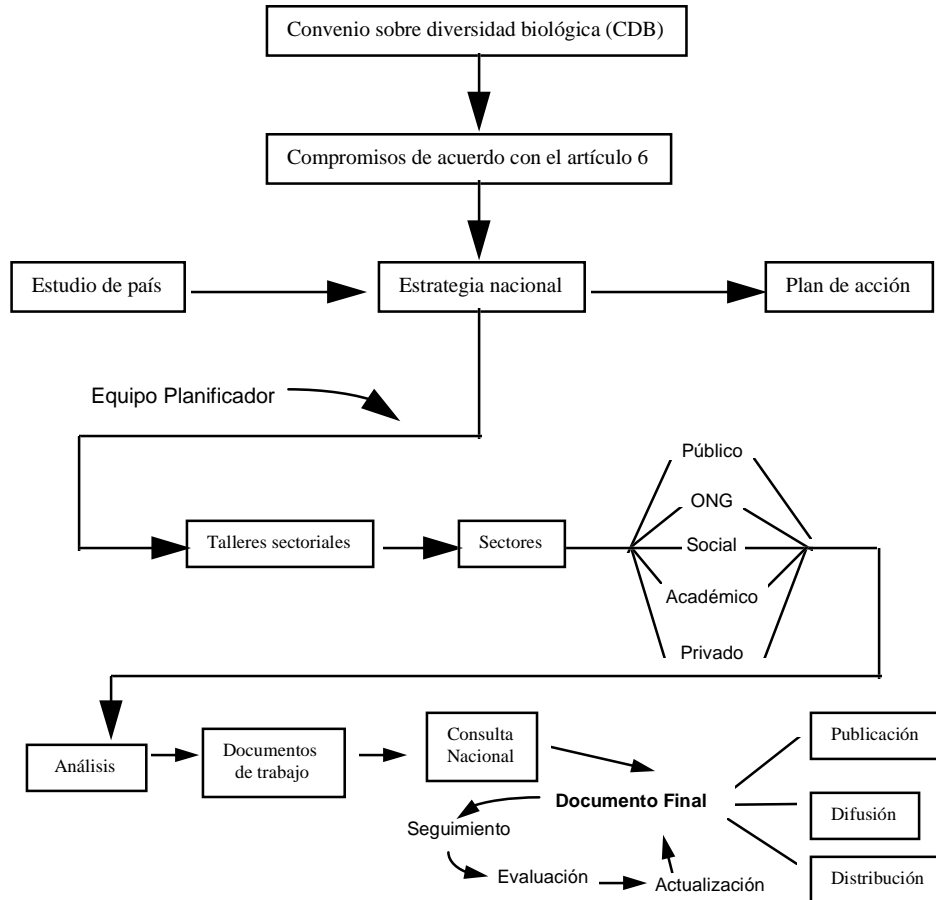 Convenio sobre diversidad biológica (CDB)
Compromisos de acuerdo con el artículo 6
Estudio de país
Estrategia nacional
Plan de acción
Equipo Planificador
Público
ONG
Talleres sectoriales
Sectores
Social
Académico
Privado
Análisis
Documentos
de trabajo
Consulta
Nacional
Publicación
Documento Final
Difusión
Seguimiento
Evaluación
Actualización
Distribución